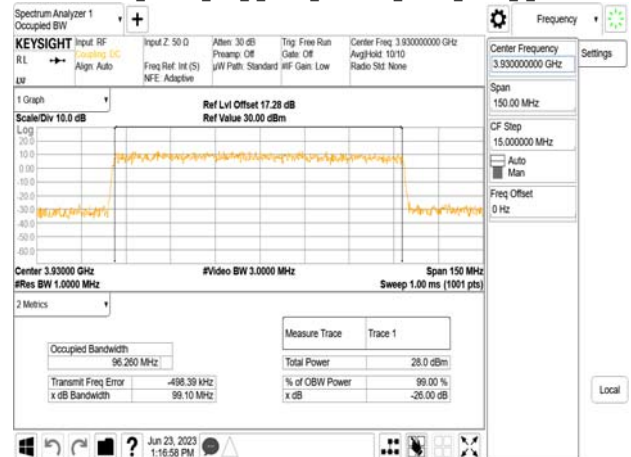 Spectrum Analyzer 1
Occupied BW
Frequency
KEYSIGHT
Input: RF
Coupling: DC
Align: Auto
Input Z: 50 Ω
Freq Ref: Int (S)
NFE: Adaptive
Atten: 30 dB
Preamp: Off
µW Path: Standard
Trig: Free Run
Gate: Off
#IF Gain: Low
Center Freq: 3.930000000 GHz
Avg|Hold: 10/10
Radio Std: None
RL
Center Frequency
3.930000000 GHz
Settings
Span
150.00 MHz
CF Step
15.000000 MHz
Auto
Man
Freq Offset
0 Hz
Local
1 Graph
Scale/Div 10.0 dB
Ref Lvl Offset 17.28 dB
Ref Value 30.00 dBm
Log
20.0
10.0
0.00
-10.0
-20.0
-30.0
-40.0
-50.0
-60.0
Center 3.93000 GHz
#Res BW 1.0000 MHz
#Video BW 3.0000 MHz
Span 150 MHz
Sweep 1.00 ms (1001 pts)
2 Metrics
Measure Trace Trace 1
Occupied Bandwidth
96.260 MHz
Total Power 28.0 dBm
Transmit Freq Error -498.39 kHz
% of OBW Power 99.00 %
x dB Bandwidth 99.10 MHz
x dB -26.00 dB
Jun 23, 2023
1:16:58 PM